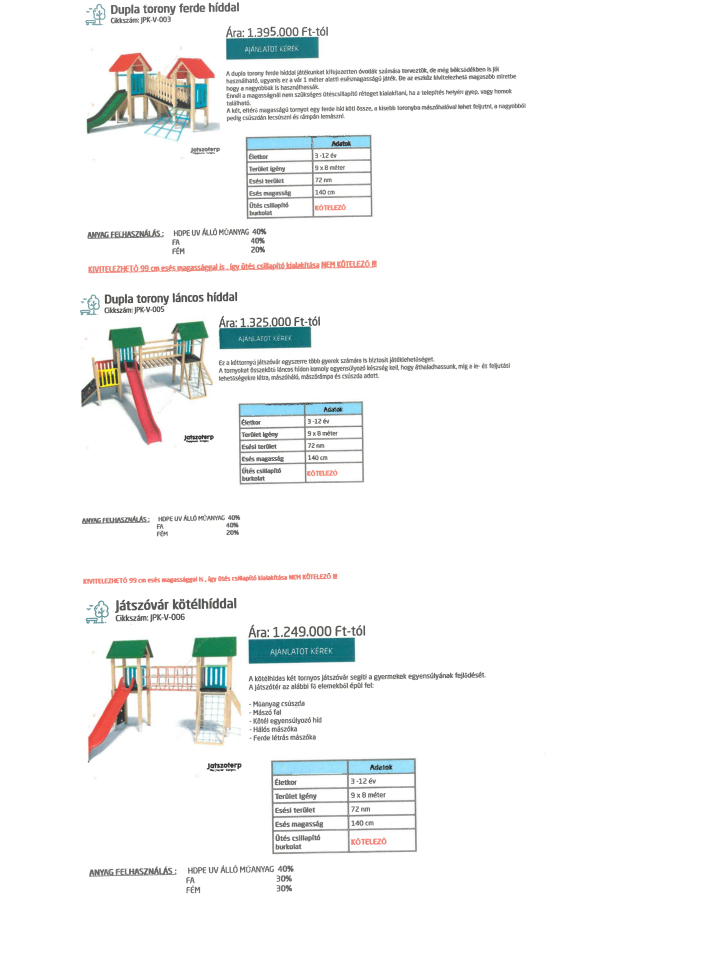 Dupla torony ferde híddal
Cikkszám: JPK-V-003
Ára: 1.395.000 Ft-tól
AJÁNLATOT KÉREK
A dupla torony ferde híddal játékunkat kifejezetten óvodák számára terveztük, de még bölcsődékben is jól
használható, ugyanis ez a vár 1 méter alatti esésmagasságú játék. De az eszköz kivitelezhető magasabb méretbe
hogy a nagyobbak is használhassák.
Ennél a magasságnál nem szükséges ütéscsillapító réteget kialakítani, ha a telepítés helyén gyep, vagy homok
található.
A két, eltérő magasságú tornyot egy ferde híd köti össze, a kisebb toronyba mászóhálóval lehet feljutni, a nagyobból
pedig csúszdán lecsúszni és rámpán lemászni.
Jatszoterp
Adatok
Életkor 3 -12 év
Terület igény 9 x 8 méter
Esési terület 72 nm
Esés magasság 140 cm
Ütés csillapító
burkolat KÖTELEZŐ
ANYAG FELHASZNÁLÁS : HDPE UV ÁLLÓ MŰANYAG 40%
FA 40%
FÉM 20%
KIVITELEZHETŐ 99 cm esés magassággal is , így ütés csillapító kialakítása NEM KÖTELEZŐ !!!
Dupla torony láncos híddal
Cikkszám: JPK-V-005
Ára: 1.325.000 Ft-tól
AJÁNLATOT KÉREK
Ez a kéttornyú játszóvár egyszerre több gyerek számára is biztosít játéklehetőséget.
A tornyokat összekötő láncos hídon komoly egyensúlyozó készség kell, hogy áthaladhassunk, míg a le- és feljutási
lehetőségekre létra, mászóháló, mászórámpa és csúszda adott.
Jatszoterp
Adatok
Életkor 3 -12 év
Terület igény 9 x 8 méter
Esési terület 72 nm
Esés magasság 140 cm
Ütés csillapító
burkolat KÖTELEZŐ
ANYAG FELHASZNÁLÁS : HDPE UV ÁLLÓ MŰANYAG 40%
FA 40%
FÉM 20%
KIVITELEZHETŐ 99 cm esés magassággal is , így ütés csillapító kialakítása NEM KÖTELEZŐ !!!
Játszóvár kötélhíddal
Cikkszám: JPK-V-006
Ára: 1.249.000 Ft-tól
AJÁNLATOT KÉREK
A kötélhidas két tornyos játszóvár segíti a gyermekek egyensúlyának fejlődését.
A játszótér az alábbi fő elemekből épül fel:
- Műanyag csúszda
- Mászó fal
- Kötél egyensúlyozó híd
- Hálós mászóka
- Ferde létrás mászóka
Jatszoterp
Adatok
Életkor 3 -12 év
Terület igény 9 x 8 méter
Esési terület 72 nm
Esés magasság 140 cm
Ütés csillapító
burkolat KÖTELEZŐ
ANYAG FELHASZNÁLÁS : HDPE UV ÁLLÓ MŰANYAG 40%
FA 30%
FÉM 30%